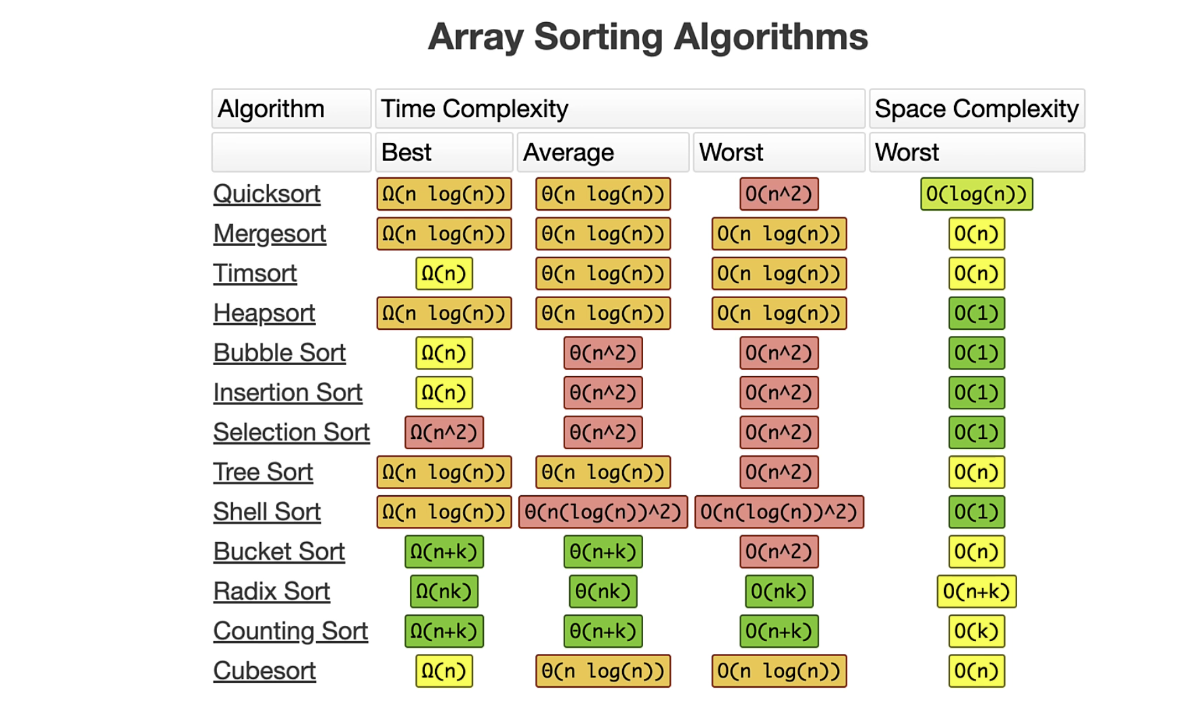 Array Sorting Algorithms
Algorithm Time Complexity Space Complexity
Best Average Worst Worst
Quicksort Ω(n log(n)) θ(n log(n)) O(n^2) O(log(n))
Mergesort Ω(n log(n)) θ(n log(n)) O(n log(n)) O(n)
Timsort Ω(n) θ(n log(n)) O(n log(n)) O(n)
Heapsort Ω(n log(n)) θ(n log(n)) O(n log(n)) O(1)
Bubble Sort Ω(n) θ(n^2) O(n^2) O(1)
Insertion Sort Ω(n) θ(n^2) O(n^2) O(1)
Selection Sort Ω(n^2) θ(n^2) O(n^2) O(1)
Tree Sort Ω(n log(n)) θ(n log(n)) O(n^2) O(n)
Shell Sort Ω(n log(n)) θ(n(log(n))^2) O(n(log(n))^2) O(1)
Bucket Sort Ω(n+k) θ(n+k) O(n^2) O(n)
Radix Sort Ω(nk) θ(nk) O(nk) O(n+k)
Counting Sort Ω(n+k) θ(n+k) O(n+k) O(k)
Cubesort Ω(n) θ(n log(n)) O(n log(n)) O(n)